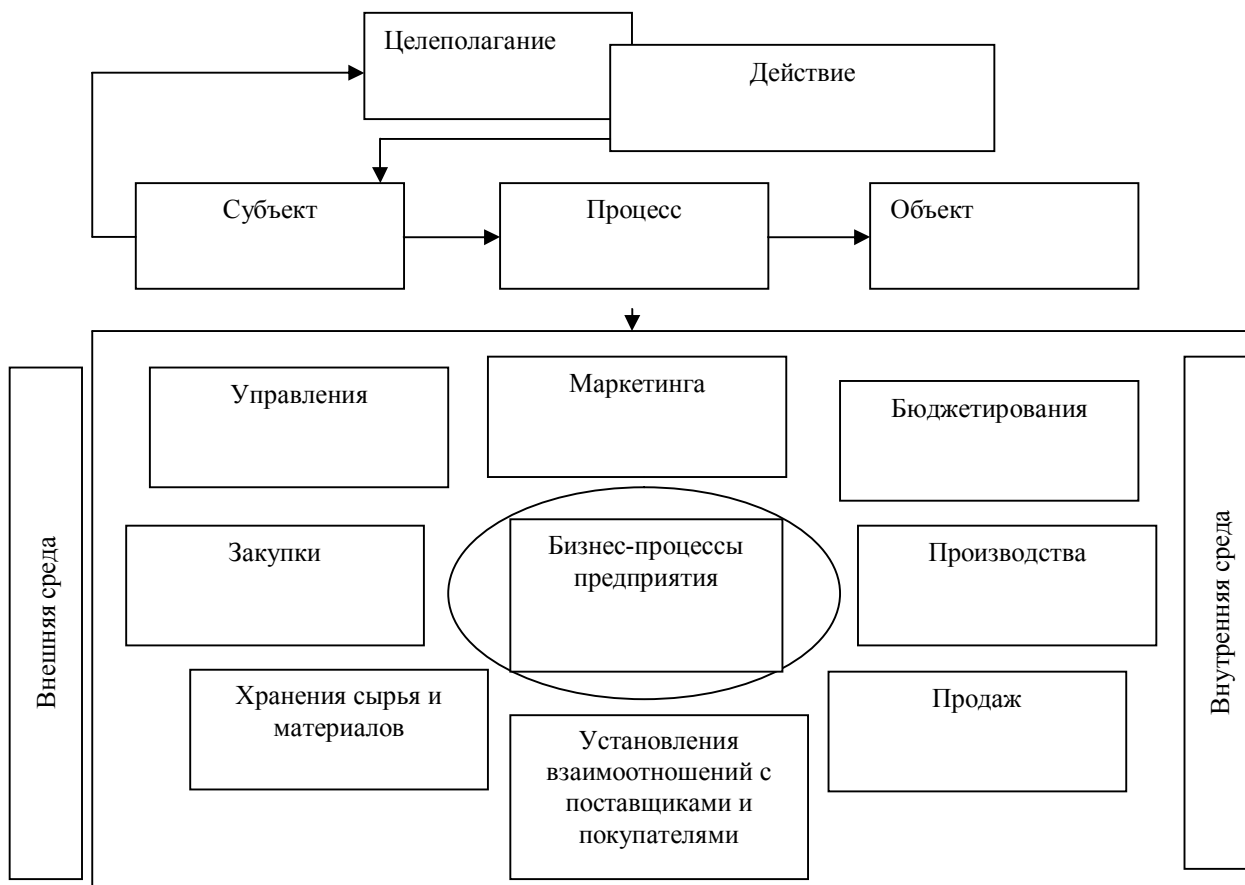 Целеполагание
Действие
Субъект
Процесс
Объект
Управления
Маркетинга
Бюджетирования
Внешняя среда
Закупки
Бизнес-процессы
предприятия
Производства
Внутренняя среда
Хранения сырья и
материалов
Установления
взаимоотношений с
поставщиками и
покупателями
Продаж